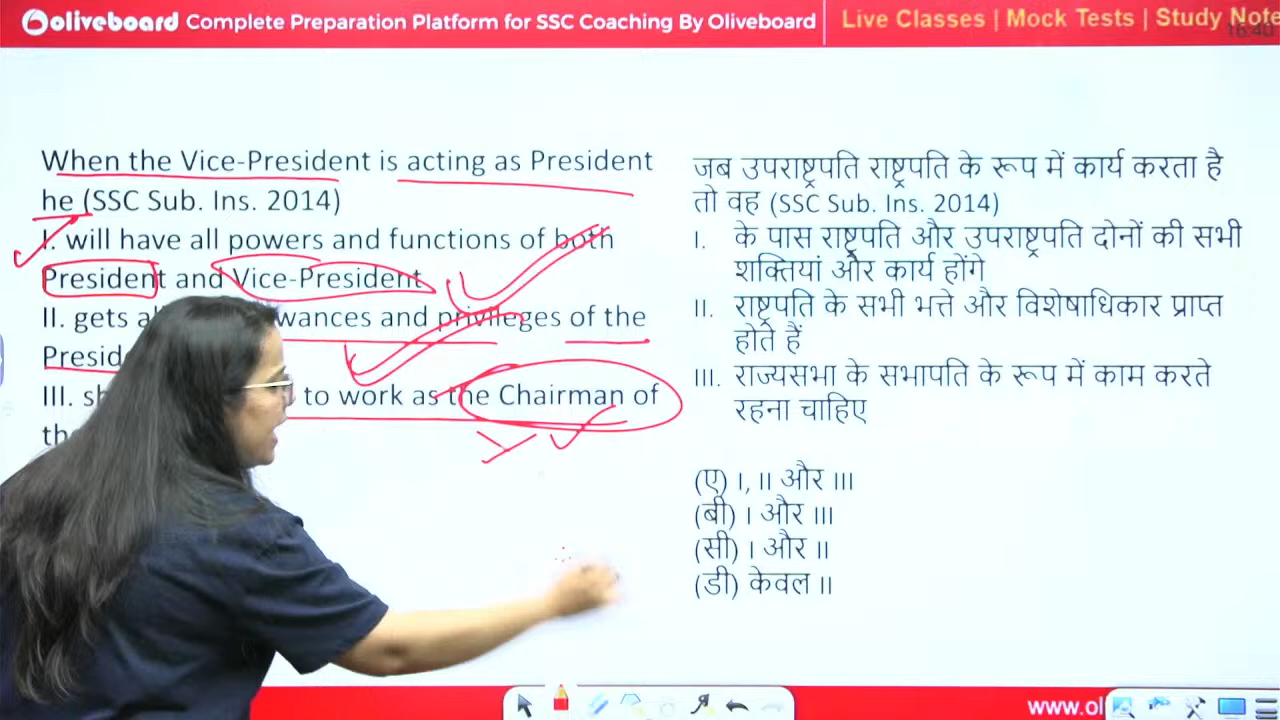 oliveboard Complete Preparation Platform for SSC Coaching By Oliveboard
Live Classes | Mock Tests | Study Note
16:40
When the Vice-President is acting as President
he (SSC Sub. Ins. 2014)
I. will have all powers and functions of both
President and Vice-President
II. gets a wances and privileges of the
Presid
III. sh to work as the Chairman of
th
जब उपराष्ट्रपति राष्ट्रपति के रूप में कार्य करता है
तो वह (SSC Sub. Ins. 2014)
I. के पास राष्ट्रपति और उपराष्ट्रपति दोनों की सभी
शक्तियां और कार्य होंगे
II. राष्ट्रपति के सभी भत्ते और विशेषाधिकार प्राप्त
होते हैं
III. राज्यसभा के सभापति के रूप में काम करते
रहना चाहिए
(ए) I, II और III
(बी) I और III
(सी) I और II
(डी) केवल II
www.ol